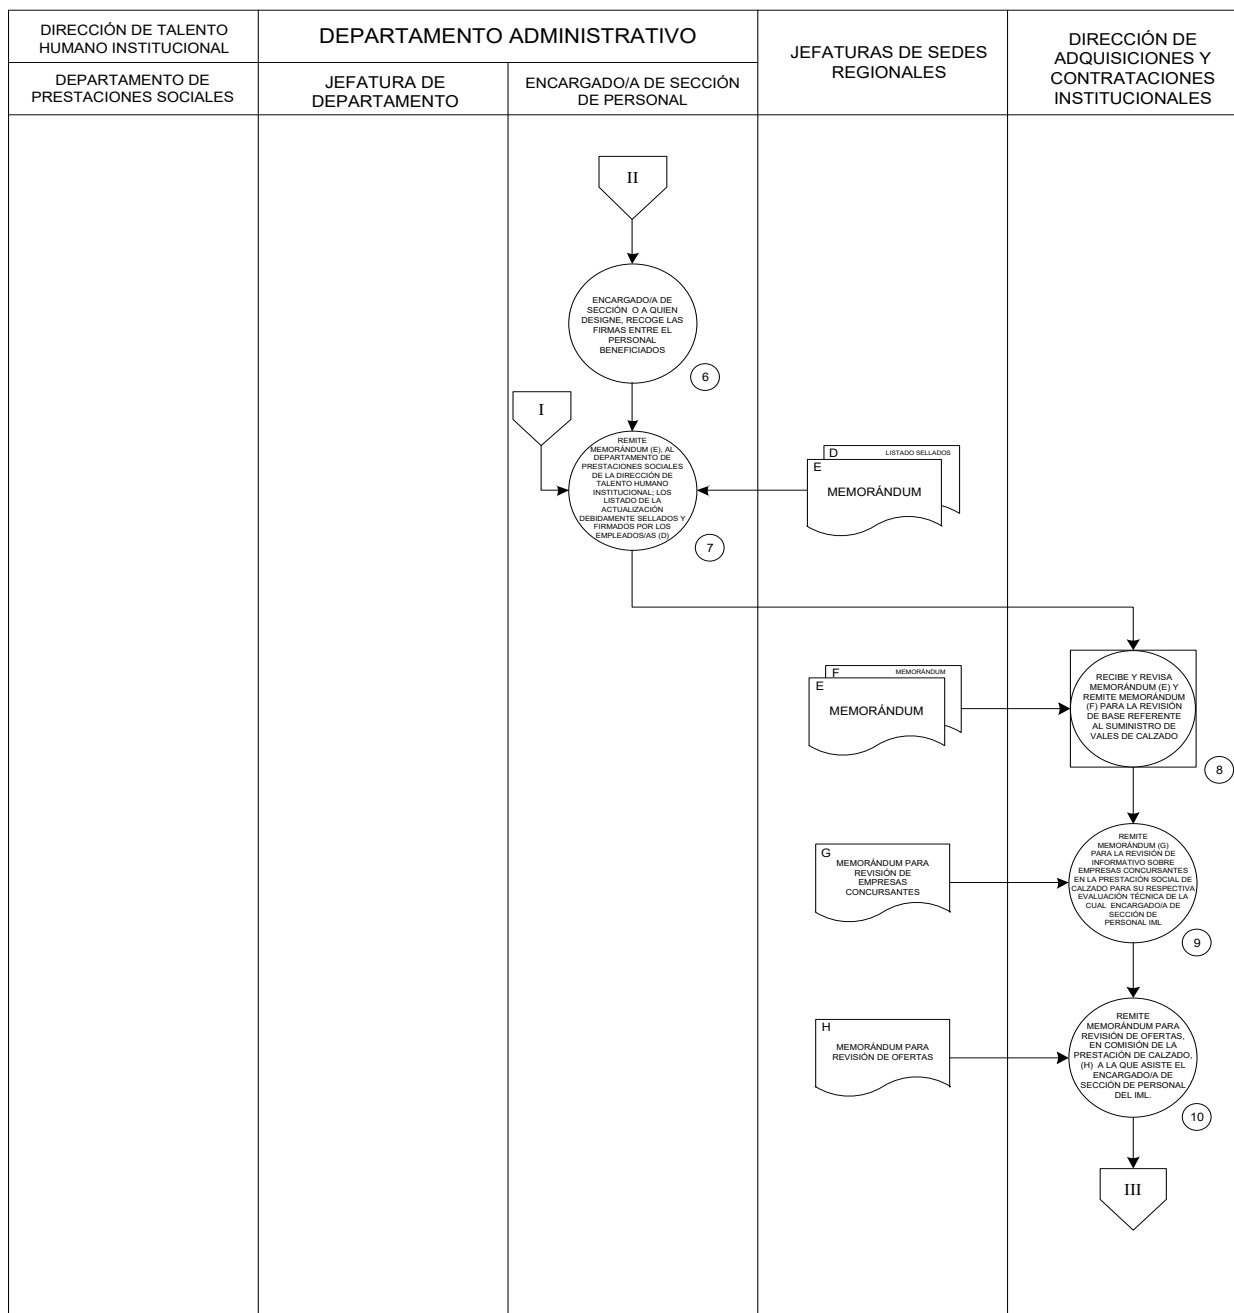 DIRECCIÓN DE TALENTO
HUMANO INSTITUCIONAL
DEPARTAMENTO DE
PRESTACIONES SOCIALES
DEPARTAMENTO ADMINISTRATIVO
JEFATURA DE
DEPARTAMENTO
ENCARGADO/A DE SECCIÓN
DE PERSONAL
JEFATURAS DE SEDES
REGIONALES
DIRECCIÓN DE
ADQUISICIONES Y
CONTRATACIONES
INSTITUCIONALES
II
ENCARGADO/A DE
SECCIÓN O A QUIEN
DESIGNE, RECOGE LAS
FIRMAS ENTRE EL
PERSONAL
BENEFICIADOS
6
I
REMITE
MEMORÁNDUM (E), AL
DEPARTAMENTO DE
PRESTACIONES SOCIALES
DE LA DIRECCIÓN DE
TALENTO HUMANO
INSTITUCIONAL; LOS
LISTADO DE LA
ACTUALIZACIÓN
DEBIDAMENTE SELLADOS Y
FIRMADOS POR LOS
EMPLEADOS/AS (D)
7
D LISTADO SELLADOS
E
MEMORÁNDUM
F MEMORÁNDUM
E
MEMORÁNDUM
RECIBE Y REVISA
MEMORÁNDUM (E) Y
REMITE MEMORÁNDUM
(F) PARA LA REVISIÓN
DE BASE REFERENTE
AL SUMINISTRO DE
VALES DE CALZADO
8
G
MEMORÁNDUM PARA
REVISIÓN DE
EMPRESAS
CONCURSANTES
REMITE
MEMORÁNDUM (G)
PARA LA REVISIÓN DE
INFORMATIVO SOBRE
EMPRESAS CONCURSANTES
EN LA PRESTACIÓN SOCIAL DE
CALZADO PARA SU RESPECTIVA
EVALUACIÓN TÉCNICA DE LA
CUAL ENCARGADO/A DE
SECCIÓN DE
PERSONAL IML
9
H
MEMORÁNDUM PARA
REVISIÓN DE OFERTAS
REMITE
MEMORÁNDUM PARA
REVISIÓN DE OFERTAS,
EN COMISIÓN DE LA
PRESTACIÓN DE CALZADO,
(H) A LA QUE ASISTE EL
ENCARGADO/A DE
SECCIÓN DE PERSONAL
DEL IML.
10
III